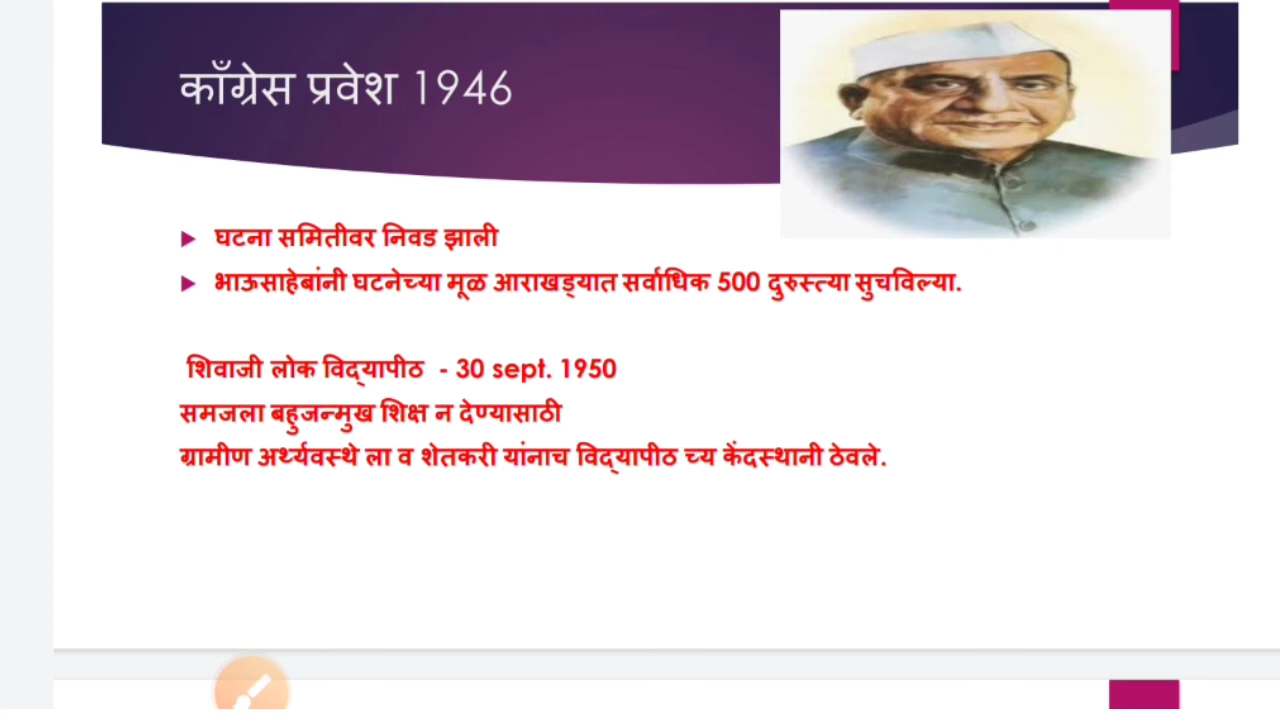 काँग्रेस प्रवेश 1946
घटना समितीवर निवड झाली
भाऊसाहेबांनी घटनेच्या मूळ आराखड्यात सर्वाधिक 500 दुरुस्त्या सुचविल्या.
शिवाजी लोक विद्यापीठ - 30 sept. 1950
समजला बहुजन्मुख शिक्ष न देण्यासाठी
ग्रामीण अर्थ्यवस्थे ला व शेतकरी यांनाच विद्यापीठ च्य केंदस्थानी ठेवले.